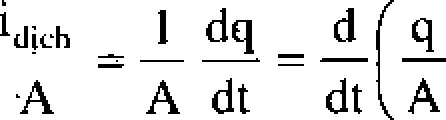 i_dịch / A = 1/A dq/dt = d/dt ( q/A